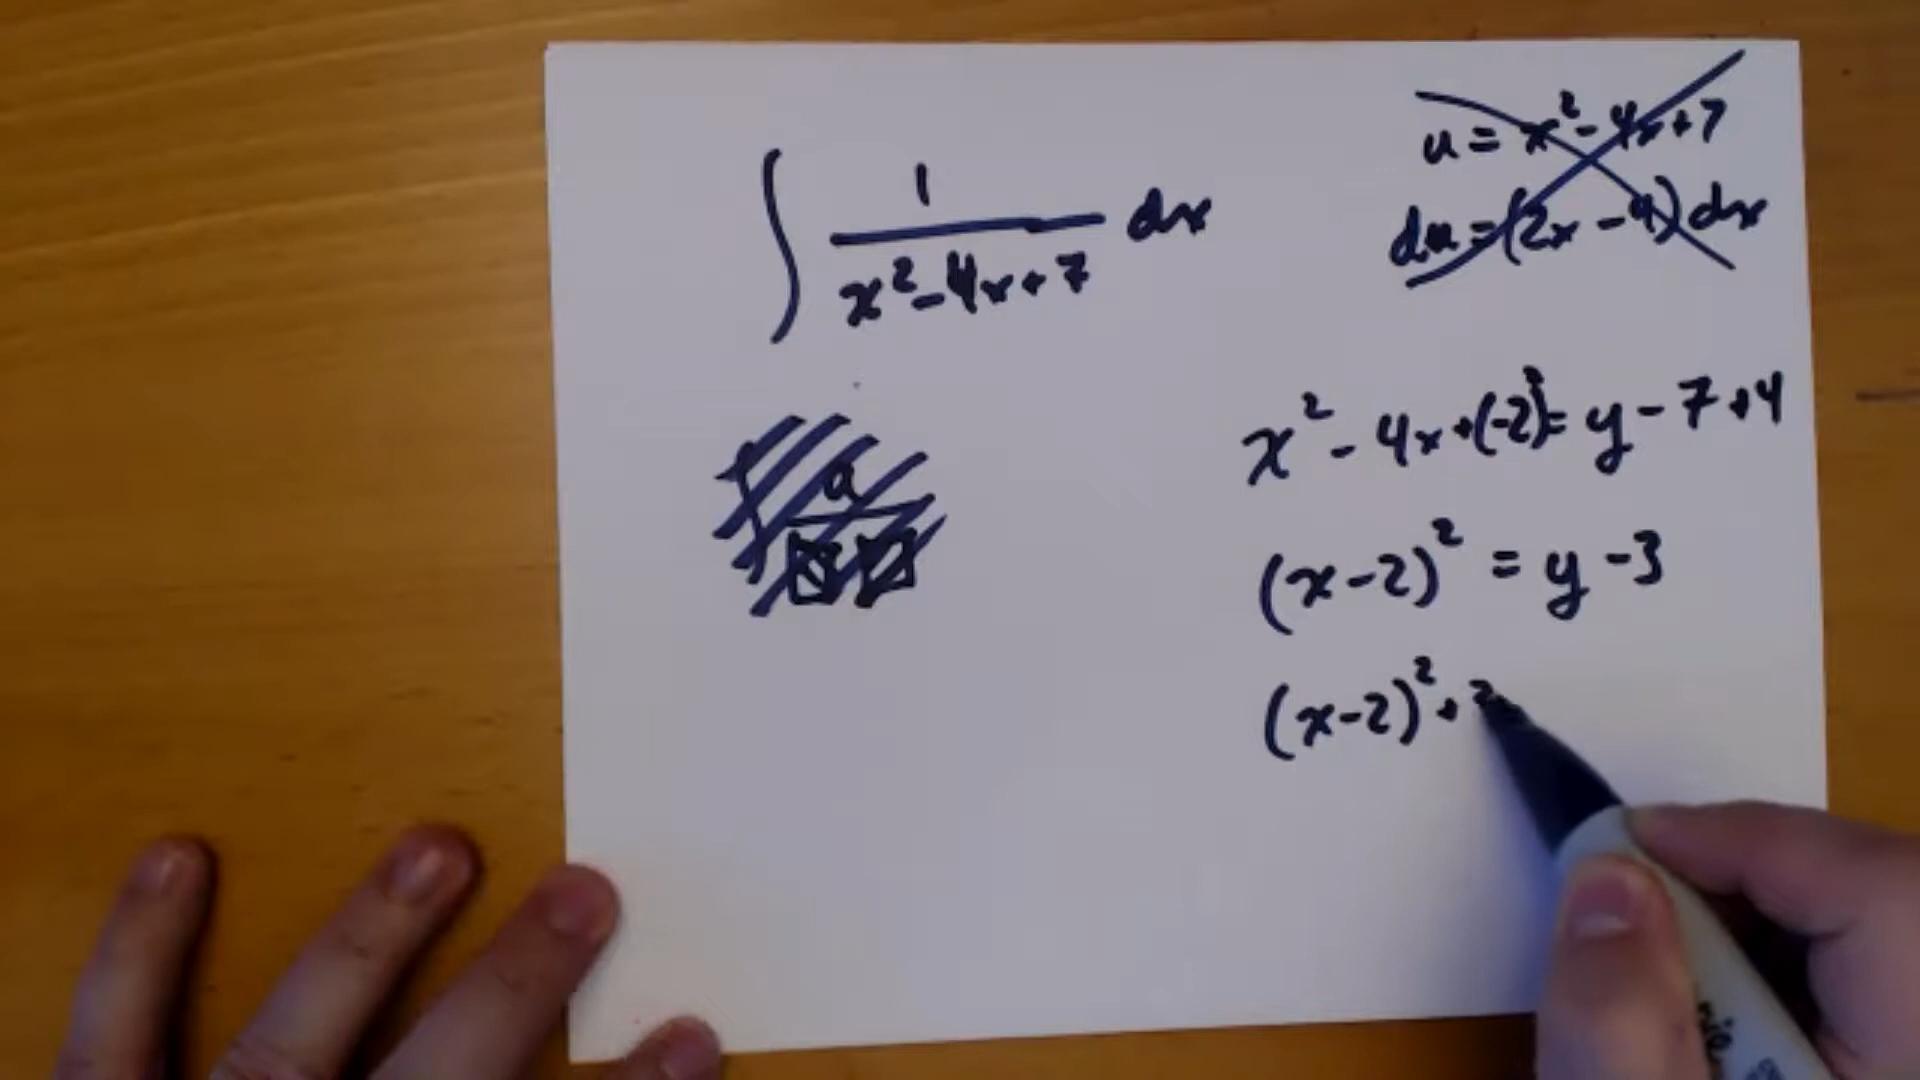 ∫ 1 / (x² - 4x + 7) dx
u = x² - 4x + 7
du = (2x - 4) dx
x² - 4x + (-2)² = y - 7 + 4
(x - 2)² = y - 3
(x - 2)² +
a